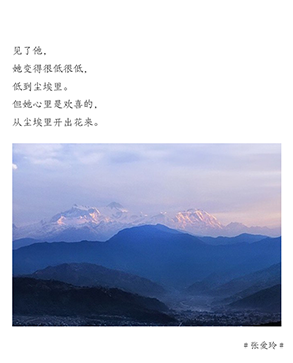 见了他，
她变得很低很低，
低到尘埃里。
但她心里是欢喜的，
从尘埃里开出花来。
# 张爱玲 #